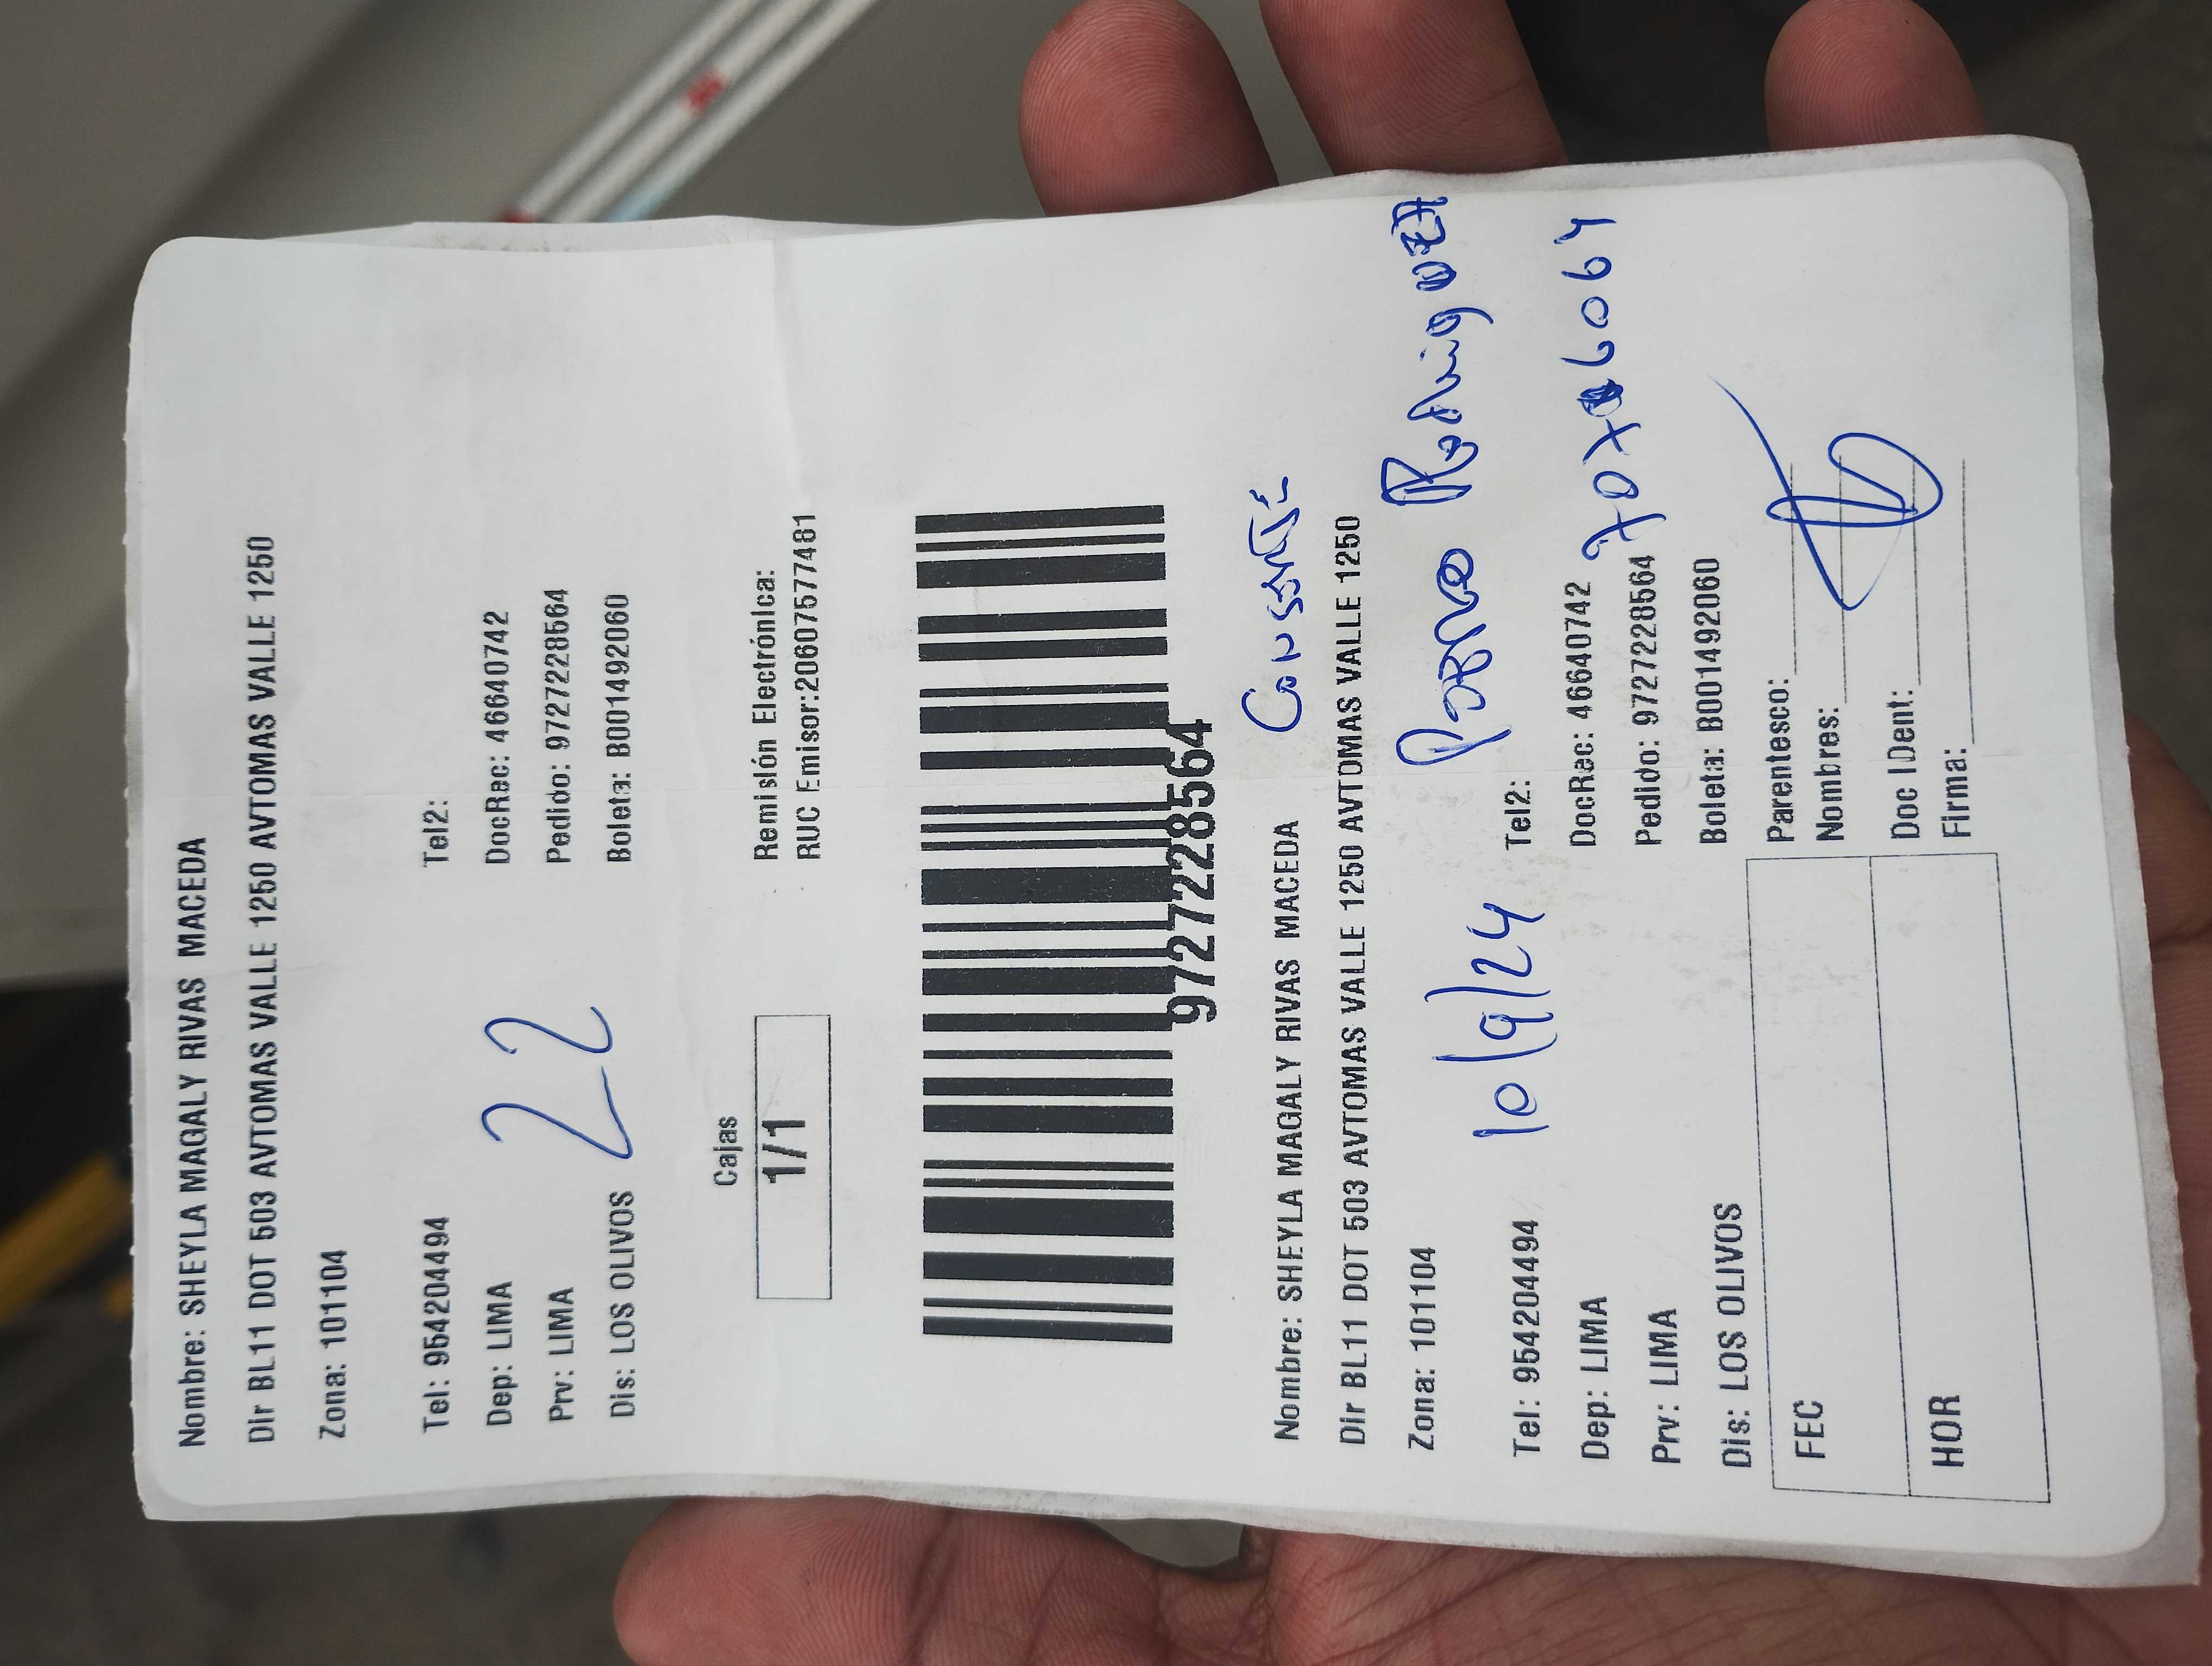 Nombre: SHEYLA MAGALY RIVAS MACEDA
Dir BL11 DOT 503 AVTOMAS VALLE 1250 AVTOMAS VALLE 1250
Zona: 101104
Tel: 954204494 Tel2:
Dep: LIMA DocRec: 46640742
Prv: LIMA Pedido: 9727228564
Dis: LOS OLIVOS Boleta: B001492060
22
Cajas
1/1
Remisión Electrónica:
RUC Emisor:20607577481
9727228564
Nombre: SHEYLA MAGALY RIVAS MACEDA
Dir BL11 DOT 503 AVTOMAS VALLE 1250 AVTOMAS VALLE 1250
Zona: 101104
10/9/24
Tel: 954204494 Tel2:
Dep: LIMA DocRec: 46640742
Prv: LIMA Pedido: 9727228564
Dis: LOS OLIVOS Boleta: B001492060
FEC Parentesco:
Nombres:
HOR Doc IDent:
Firma: